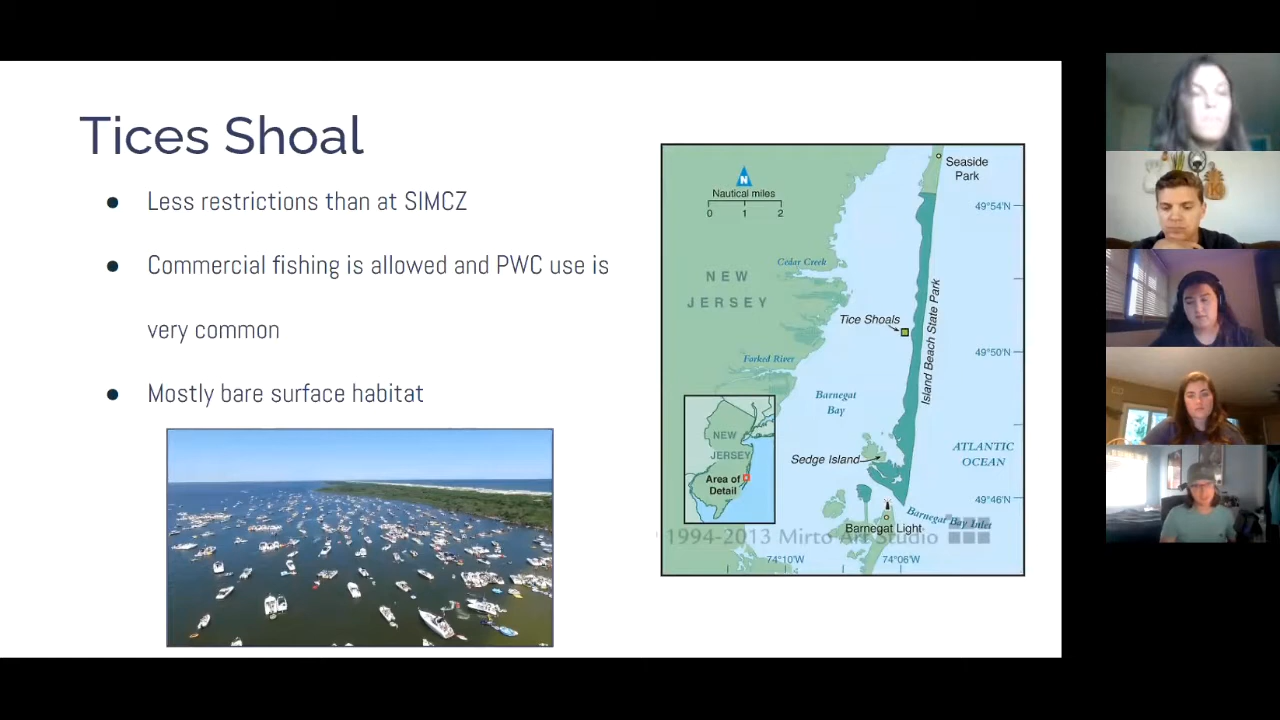 Tices Shoal
● Less restrictions than at SIMCZ
● Commercial fishing is allowed and PWC use is
very common
● Mostly bare surface habitat
N
Nautical miles
0 1 2
Seaside
Park
49°54'N
Cedar Creek
NEW
JERSEY
Tice Shoals
Island Beach State Park
49°50'N
Forked River
Barnegat
Bay
NEW
JERSEY
Area of
Detail
Sedge Island
ATLANTIC
OCEAN
49°46'N
Barnegat Bay Inlet
Barnegat Light
1994-2013 Mirto Art Studio
74°10'W 74°06'W